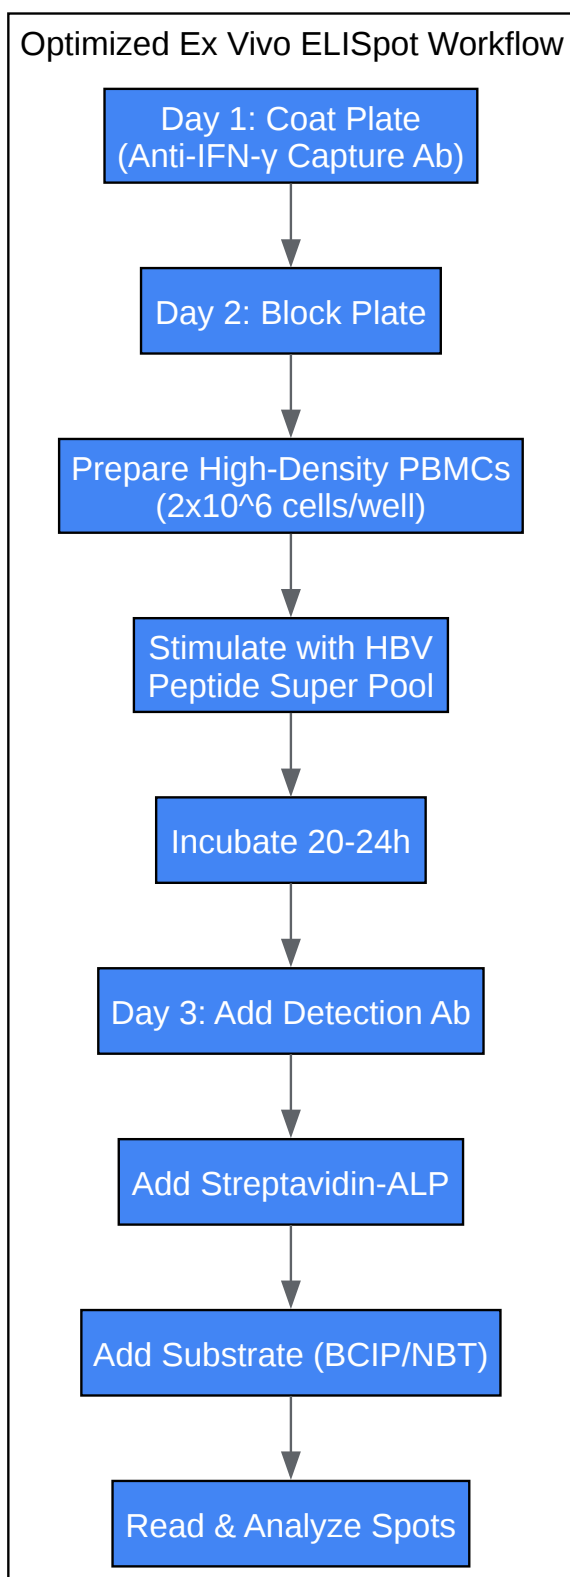 Optimized Ex Vivo ELISpot Workflow
Day 1: Coat Plate
(Anti-IFN-γ Capture Ab)
Day 2: Block Plate
Prepare High-Density PBMCs
(2x10^6 cells/well)
Stimulate with HBV
Peptide Super Pool
Incubate 20-24h
Day 3: Add Detection Ab
Add Streptavidin-ALP
Add Substrate (BCIP/NBT)
Read & Analyze Spots